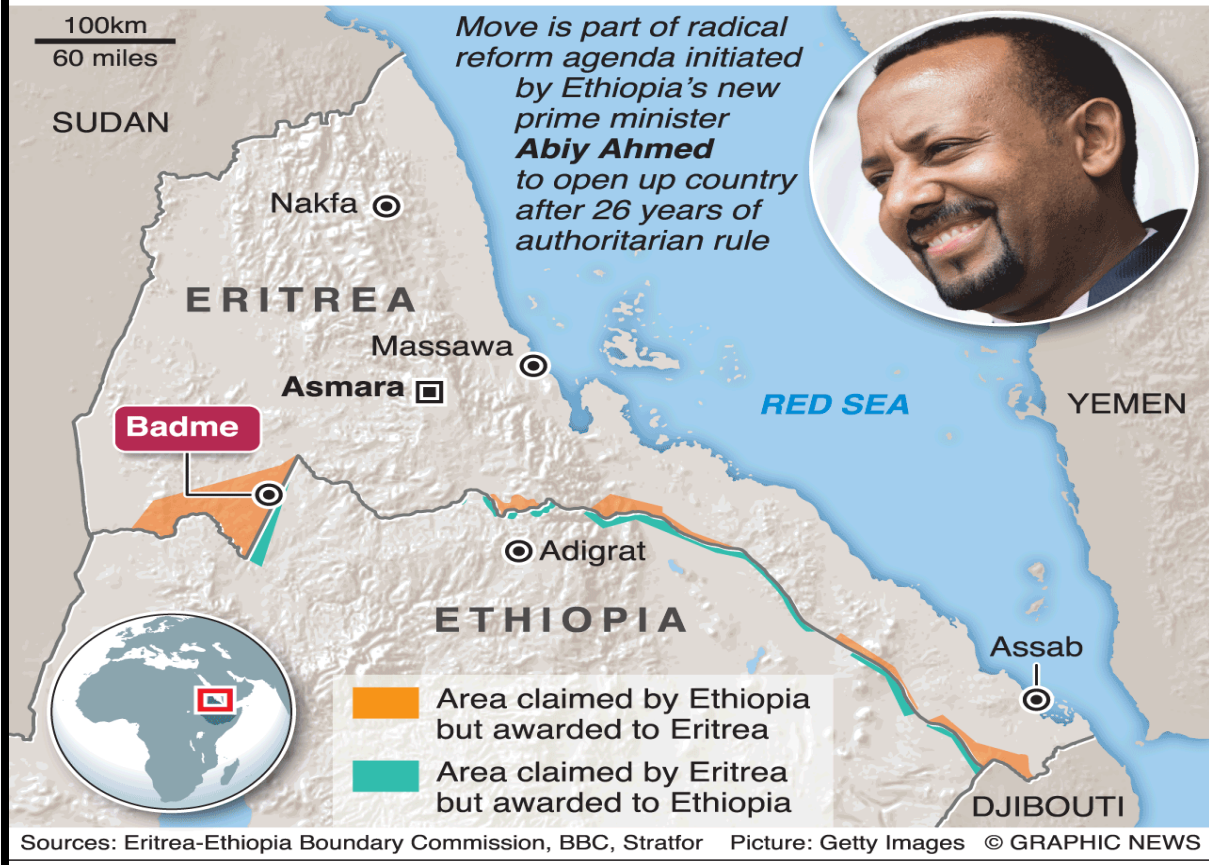 100km
60 miles
Move is part of radical
reform agenda initiated
by Ethiopia’s new
prime minister
Abiy Ahmed
to open up country
after 26 years of
authoritarian rule
SUDAN
Nakfa
ERITREA
Massawa
Asmara
RED SEA
YEMEN
Badme
Adigrat
ETHIOPIA
Assab
Area claimed by Ethiopia
but awarded to Eritrea
Area claimed by Eritrea
but awarded to Ethiopia
DJIBOUTI
Sources: Eritrea-Ethiopia Boundary Commission, BBC, Stratfor Picture: Getty Images © GRAPHIC NEWS